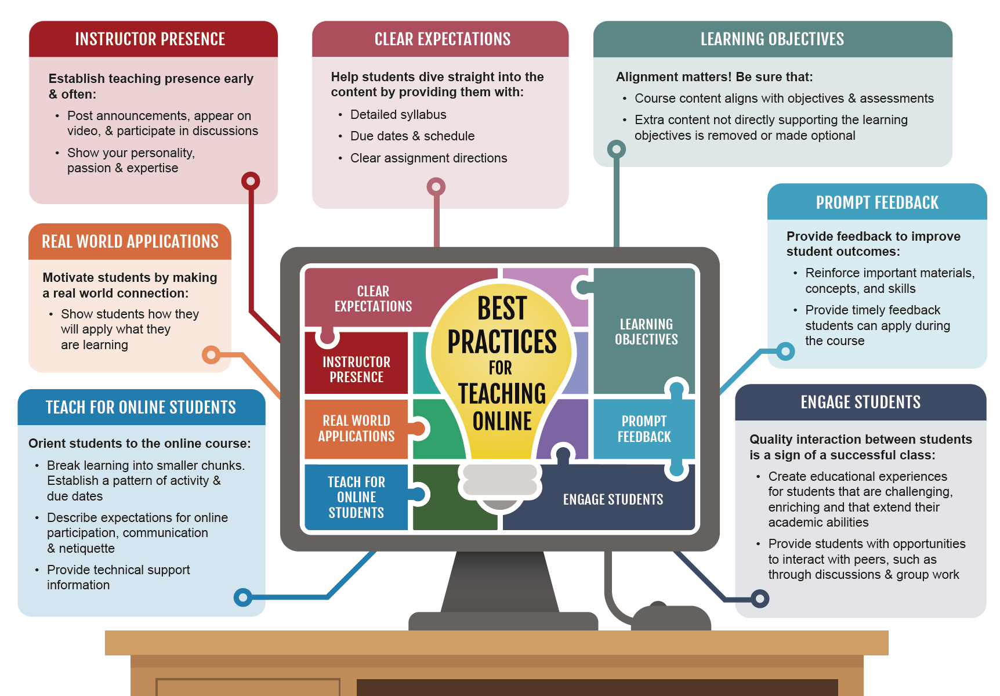 INSTRUCTOR PRESENCE
Establish teaching presence early
& often:
• Post announcements, appear on
video, & participate in discussions
• Show your personality,
passion & expertise
CLEAR EXPECTATIONS
Help students dive straight into the
content by providing them with:
• Detailed syllabus
• Due dates & schedule
• Clear assignment directions
LEARNING OBJECTIVES
Alignment matters! Be sure that:
• Course content aligns with objectives & assessments
• Extra content not directly supporting the learning
objectives is removed or made optional
REAL WORLD APPLICATIONS
Motivate students by making
a real world connection:
• Show students how they
will apply what they
are learning
PROMPT FEEDBACK
Provide feedback to improve
student outcomes:
• Reinforce important materials,
concepts, and skills
• Provide timely feedback
students can apply during
the course
TEACH FOR ONLINE STUDENTS
Orient students to the online course:
• Break learning into smaller chunks.
Establish a pattern of activity &
due dates
• Describe expectations for online
participation, communication
& netiquette
• Provide technical support
information
ENGAGE STUDENTS
Quality interaction between students
is a sign of a successful class:
• Create educational experiences
for students that are challenging,
enriching and that extend their
academic abilities
• Provide students with opportunities
to interact with peers, such as
through discussions & group work
CLEAR
EXPECTATIONS
INSTRUCTOR
PRESENCE
REAL WORLD
APPLICATIONS
TEACH FOR
ONLINE
STUDENTS
BEST
PRACTICES
FOR
TEACHING
ONLINE
LEARNING
OBJECTIVES
PROMPT
FEEDBACK
ENGAGE STUDENTS